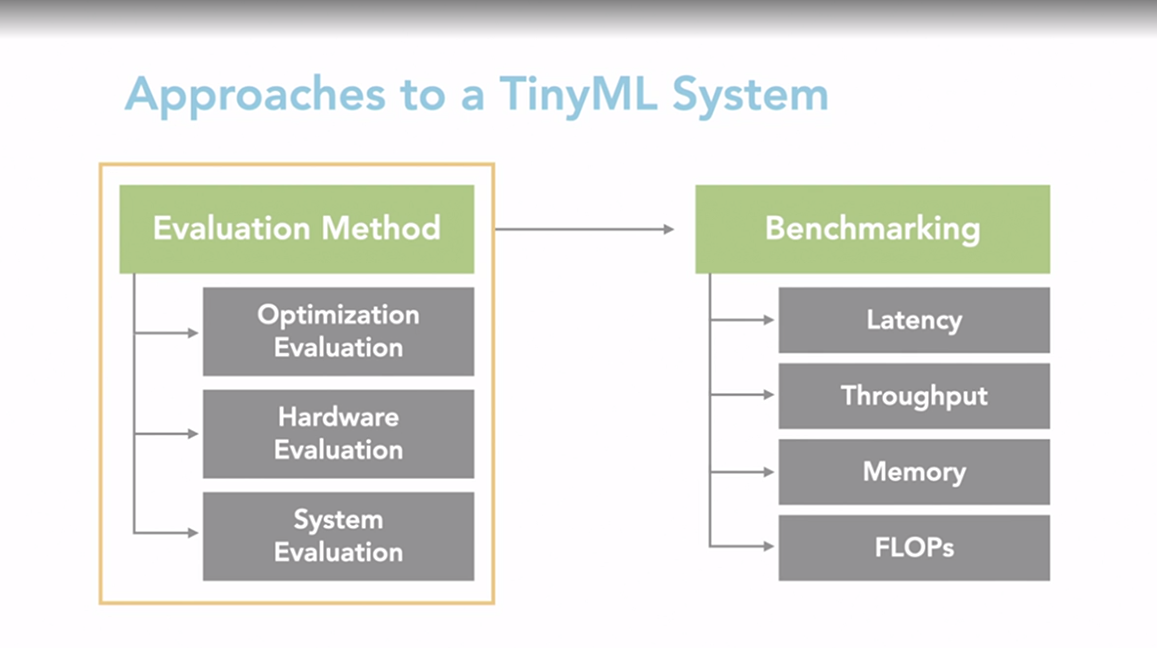 Approaches to a TinyML System
Evaluation Method
Optimization
Evaluation
Hardware
Evaluation
System
Evaluation
Benchmarking
Latency
Throughput
Memory
FLOPs